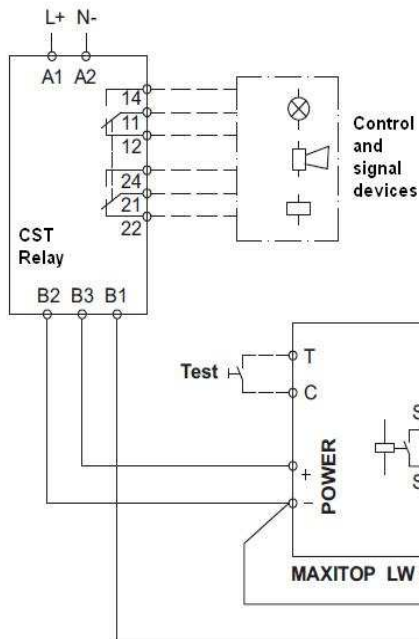 L+ N-
A1 A2
14
11
12
24
21
22
CST
Relay
Control
and
signal
devices
B2 B3 B1
Test
T
C
S
S
+
-
POWER
MAXITOP LW